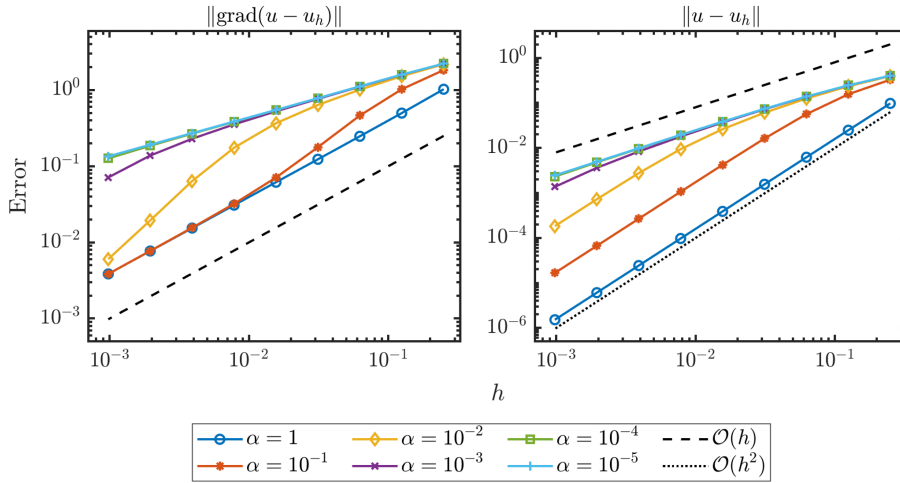 ‖grad(u − u_h)‖
‖u − u_h‖
Error
10^0
10^{-1}
10^{-2}
10^{-3}
10^{-3}
10^{-2}
10^{-1}
10^0
10^{-2}
10^{-4}
10^{-6}
10^{-3}
10^{-2}
10^{-1}
h
α = 1
α = 10^{-2}
α = 10^{-4}
O(h)
α = 10^{-1}
α = 10^{-3}
α = 10^{-5}
O(h^2)